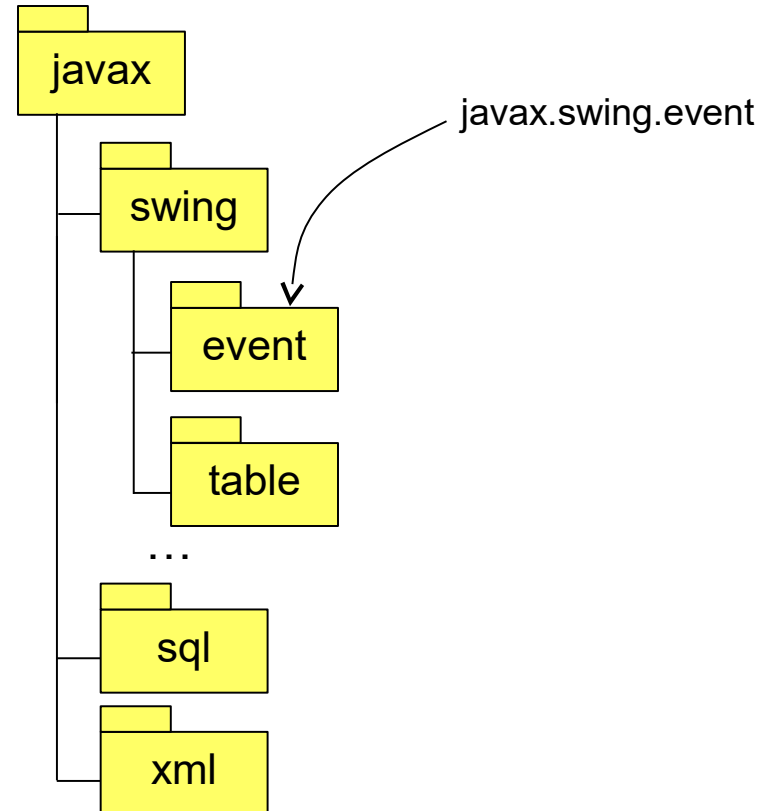 javax
javax.swing.event
swing
event
table
...
sql
xml